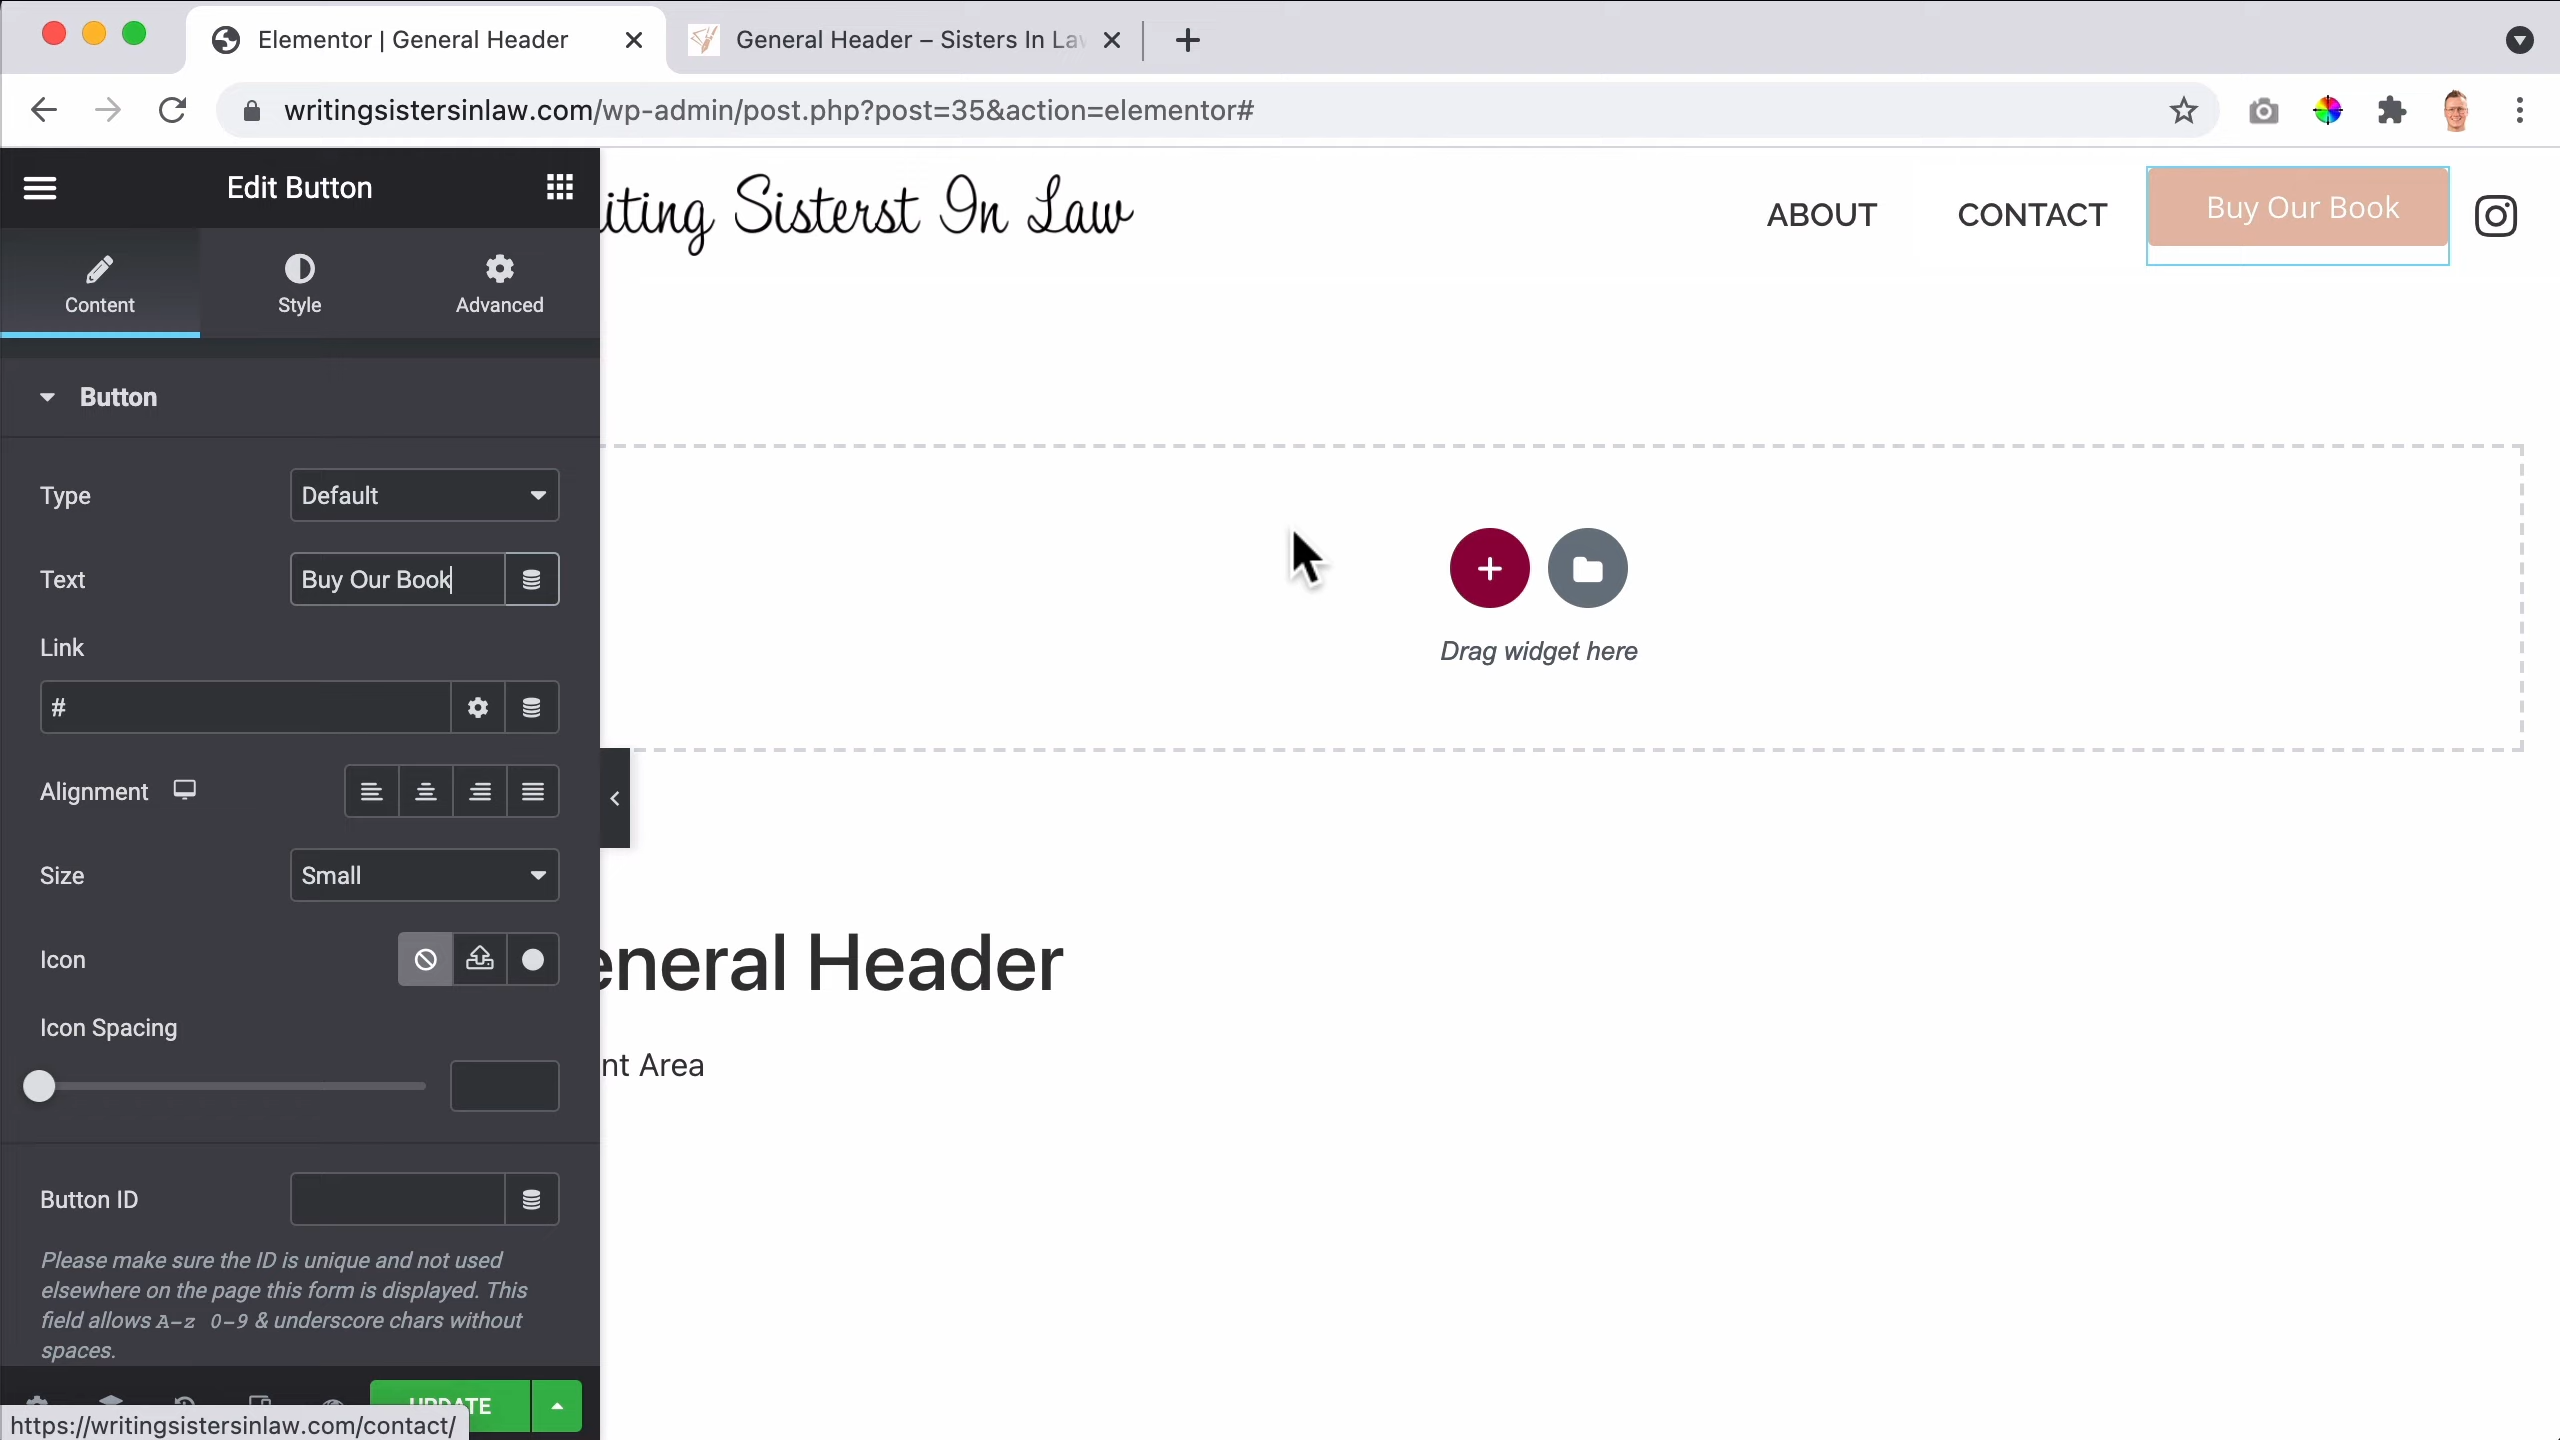 Elementor | General Header
General Header – Sisters In Law
writingsistersinlaw.com/wp-admin/post.php?post=35&action=elementor#
Edit Button
iting Sisterst In Law
ABOUT
CONTACT
Buy Our Book
Content
Style
Advanced
Button
Type
Default
Text
Buy Our Book
Link
#
Drag widget here
Alignment
Size
Small
Icon
eneral Header
Icon Spacing
nt Area
Button ID
Please make sure the ID is unique and not used
elsewhere on the page this form is displayed. This
field allows A-z 0-9 & underscore chars without
spaces.
UPDATE
https://writingsistersinlaw.com/contact/